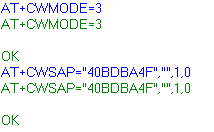 AT+CWMODE=3
AT+CWMODE=3
OK
AT+CWSAP="40BDBA4F","",1,0
AT+CWSAP="40BDBA4F","",1,0
OK